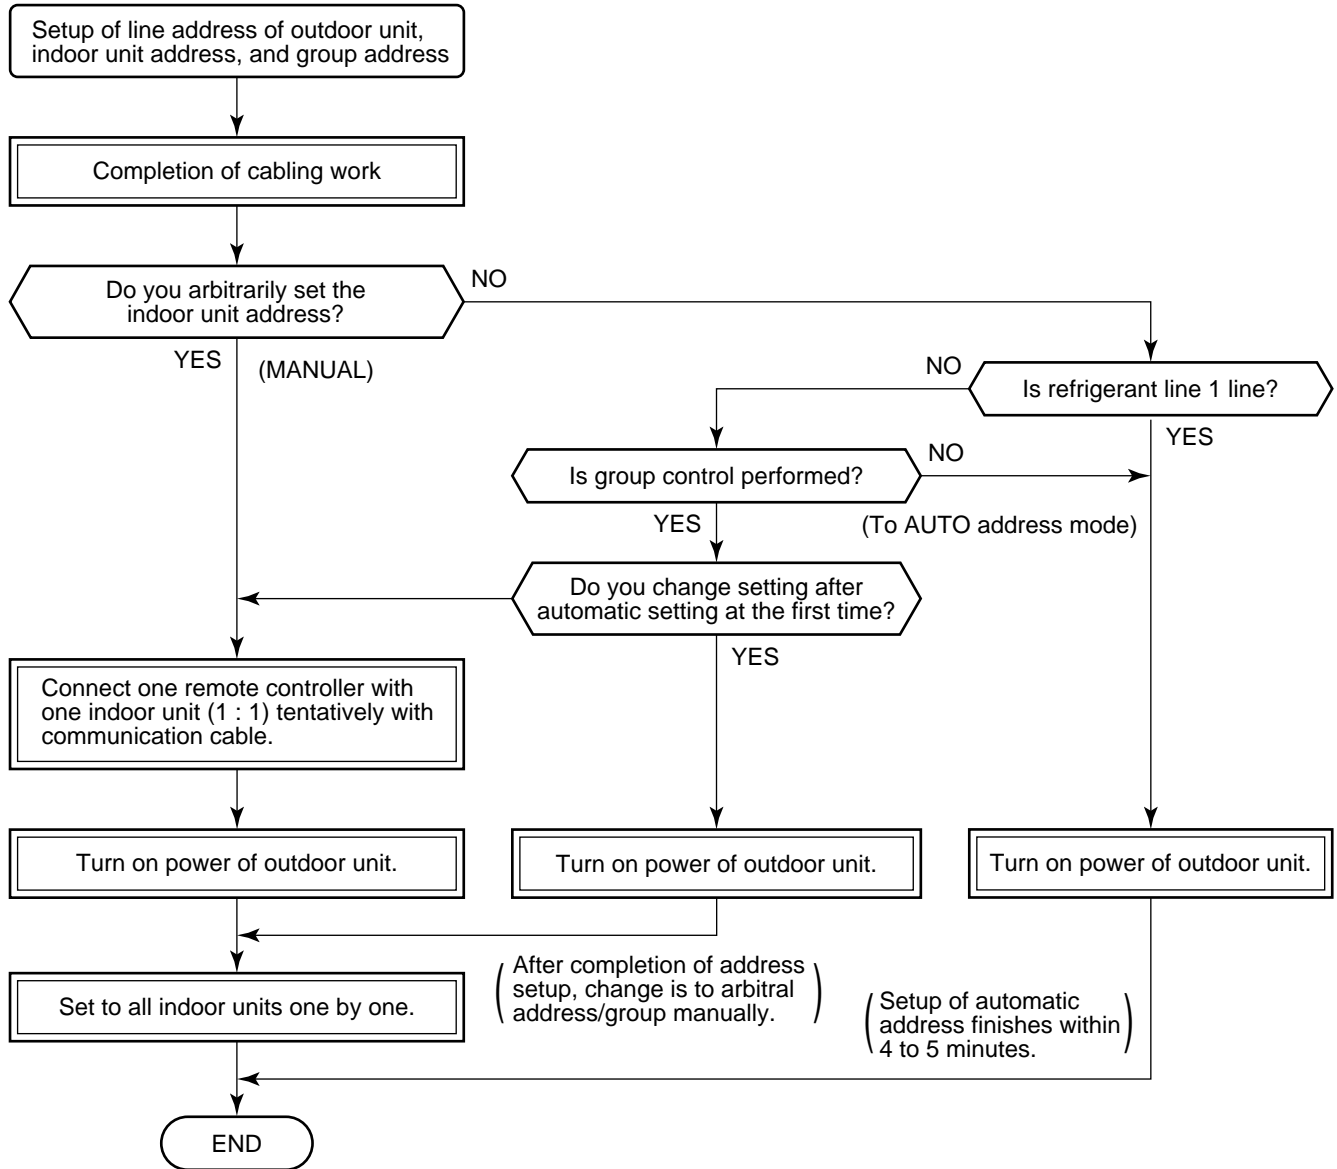 Setup of line address of outdoor unit,
indoor unit address, and group address
Completion of cabling work
Do you arbitrarily set the
indoor unit address?
NO
YES
(MANUAL)
NO
Is refrigerant line 1 line?
YES
Is group control performed?
NO
YES
(To AUTO address mode)
Do you change setting after
automatic setting at the first time?
YES
Connect one remote controller with
one indoor unit (1 : 1) tentatively with
communication cable.
Turn on power of outdoor unit.
Turn on power of outdoor unit.
Turn on power of outdoor unit.
(After completion of address
setup, change is to arbitral
address/group manually.)
Set to all indoor units one by one.
(Setup of automatic
address finishes within
4 to 5 minutes.)
END